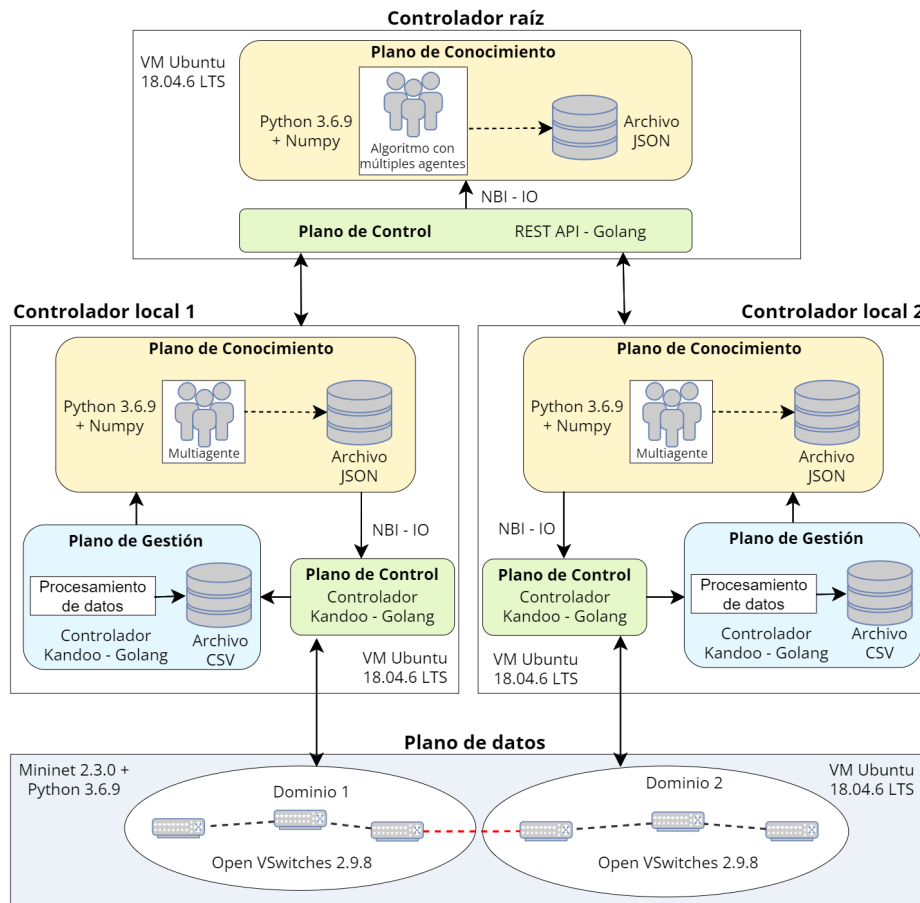 Controlador raíz
VM Ubuntu
18.04.6 LTS
Plano de Conocimiento
Python 3.6.9
+ Numpy
Algoritmo con
múltiples agentes
Archivo
JSON
NBI - IO
Plano de Control
REST API - Golang
Controlador local 1
Plano de Conocimiento
Python 3.6.9
+ Numpy
Multiagente
Archivo
JSON
NBI - IO
Plano de Gestión
Procesamiento
de datos
Controlador
Kandoo - Golang
Archivo
CSV
Plano de Control
Controlador
Kandoo - Golang
VM Ubuntu
18.04.6 LTS
Controlador local 2
Plano de Conocimiento
Python 3.6.9
+ Numpy
Multiagente
Archivo
JSON
NBI - IO
Plano de Control
Controlador
Kandoo - Golang
VM Ubuntu
18.04.6 LTS
Plano de Gestión
Procesamiento
de datos
Controlador
Kandoo - Golang
Archivo
CSV
Plano de datos
Mininet 2.3.0 +
Python 3.6.9
Dominio 1
Open VSwitches 2.9.8
Dominio 2
Open VSwitches 2.9.8
VM Ubuntu
18.04.6 LTS